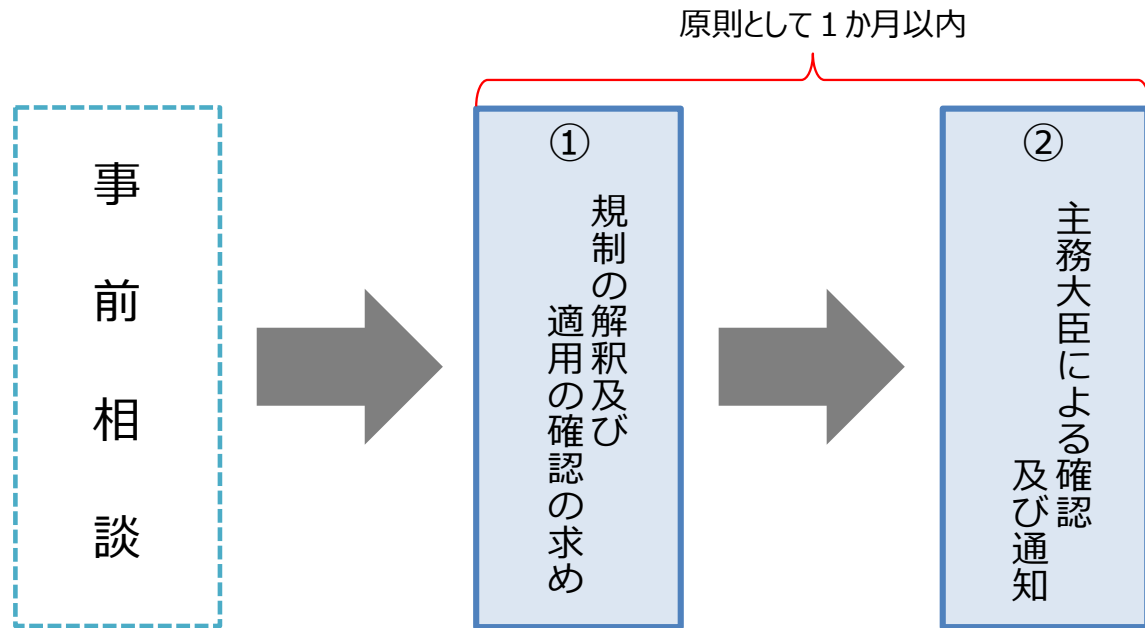 原則として１か月以内
事前相談
①
規制の解釈及び
適用の確認の求め
②
主務大臣による確認
及び通知